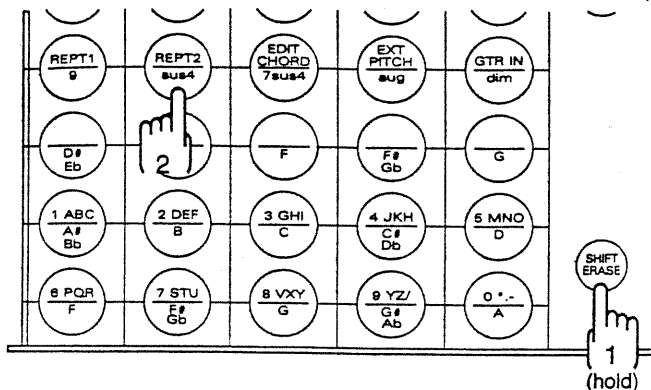 REPT1
9
REPT2
sus4
EDIT
CHORD
7sus4
EXT
PITCH
aug
GTR IN
dim
D#
Eb
2
F
F#
Gb
G
1 ABC
A#
Bb
2 DEF
B
3 GHI
C
4 JKH
C#
Db
5 MNO
D
SHIFT
ERASE
6 PQR
F
7 STU
F#
Gb
8 VXY
G
9 YZ/
G#
Ab
0 *.-
A
1
(hold)